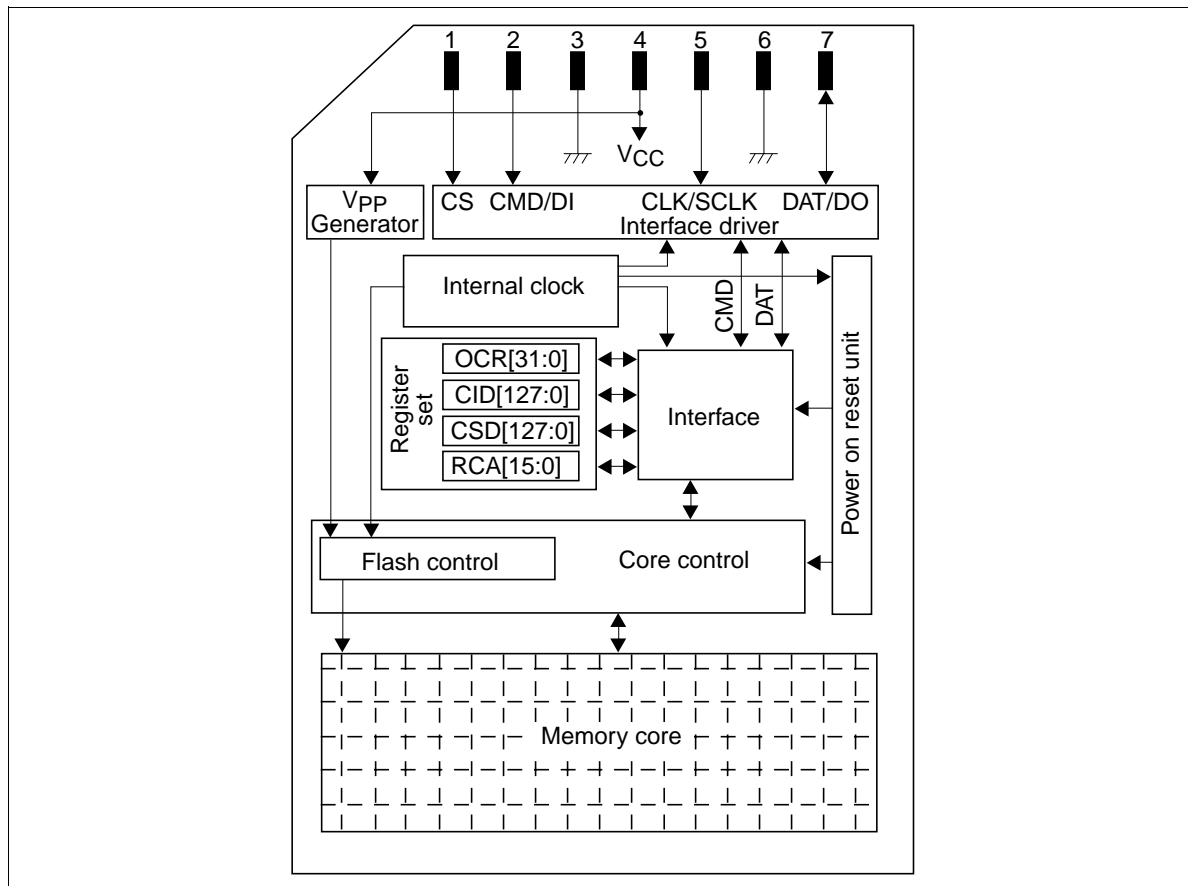 1 2 3 4 5 6 7
VCC
VPP
Generator
CS CMD/DI CLK/SCLK DAT/DO
Interface driver
Internal clock
CMD
DAT
Register
set
OCR[31:0]
CID[127:0]
CSD[127:0]
RCA[15:0]
Interface
Power on reset unit
Flash control
Core control
Memory core